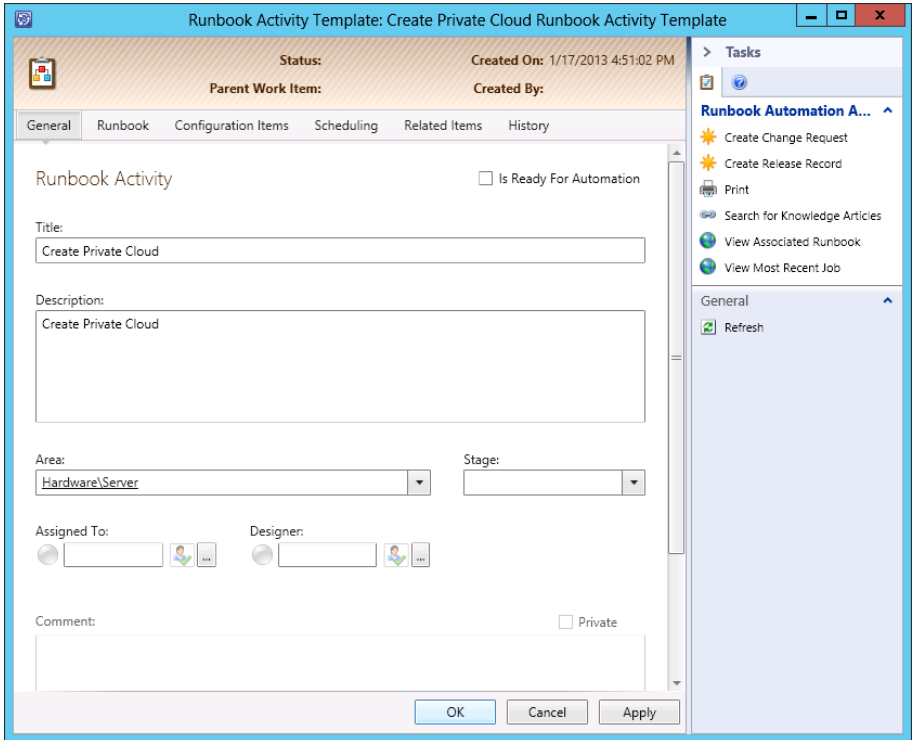 Runbook Activity Template: Create Private Cloud Runbook Activity Template
Status:
Created On: 1/17/2013 4:51:02 PM
Parent Work Item:
Created By:
General Runbook Configuration Items Scheduling Related Items History
Runbook Activity
Is Ready For Automation
Title:
Create Private Cloud
Description:
Create Private Cloud
Area:
Stage:
Hardware\Server
Assigned To:
Designer:
...
...
Comment:
Private
OK Cancel Apply
Tasks
Runbook Automation A...
Create Change Request
Create Release Record
Print
Search for Knowledge Articles
View Associated Runbook
View Most Recent Job
General
Refresh